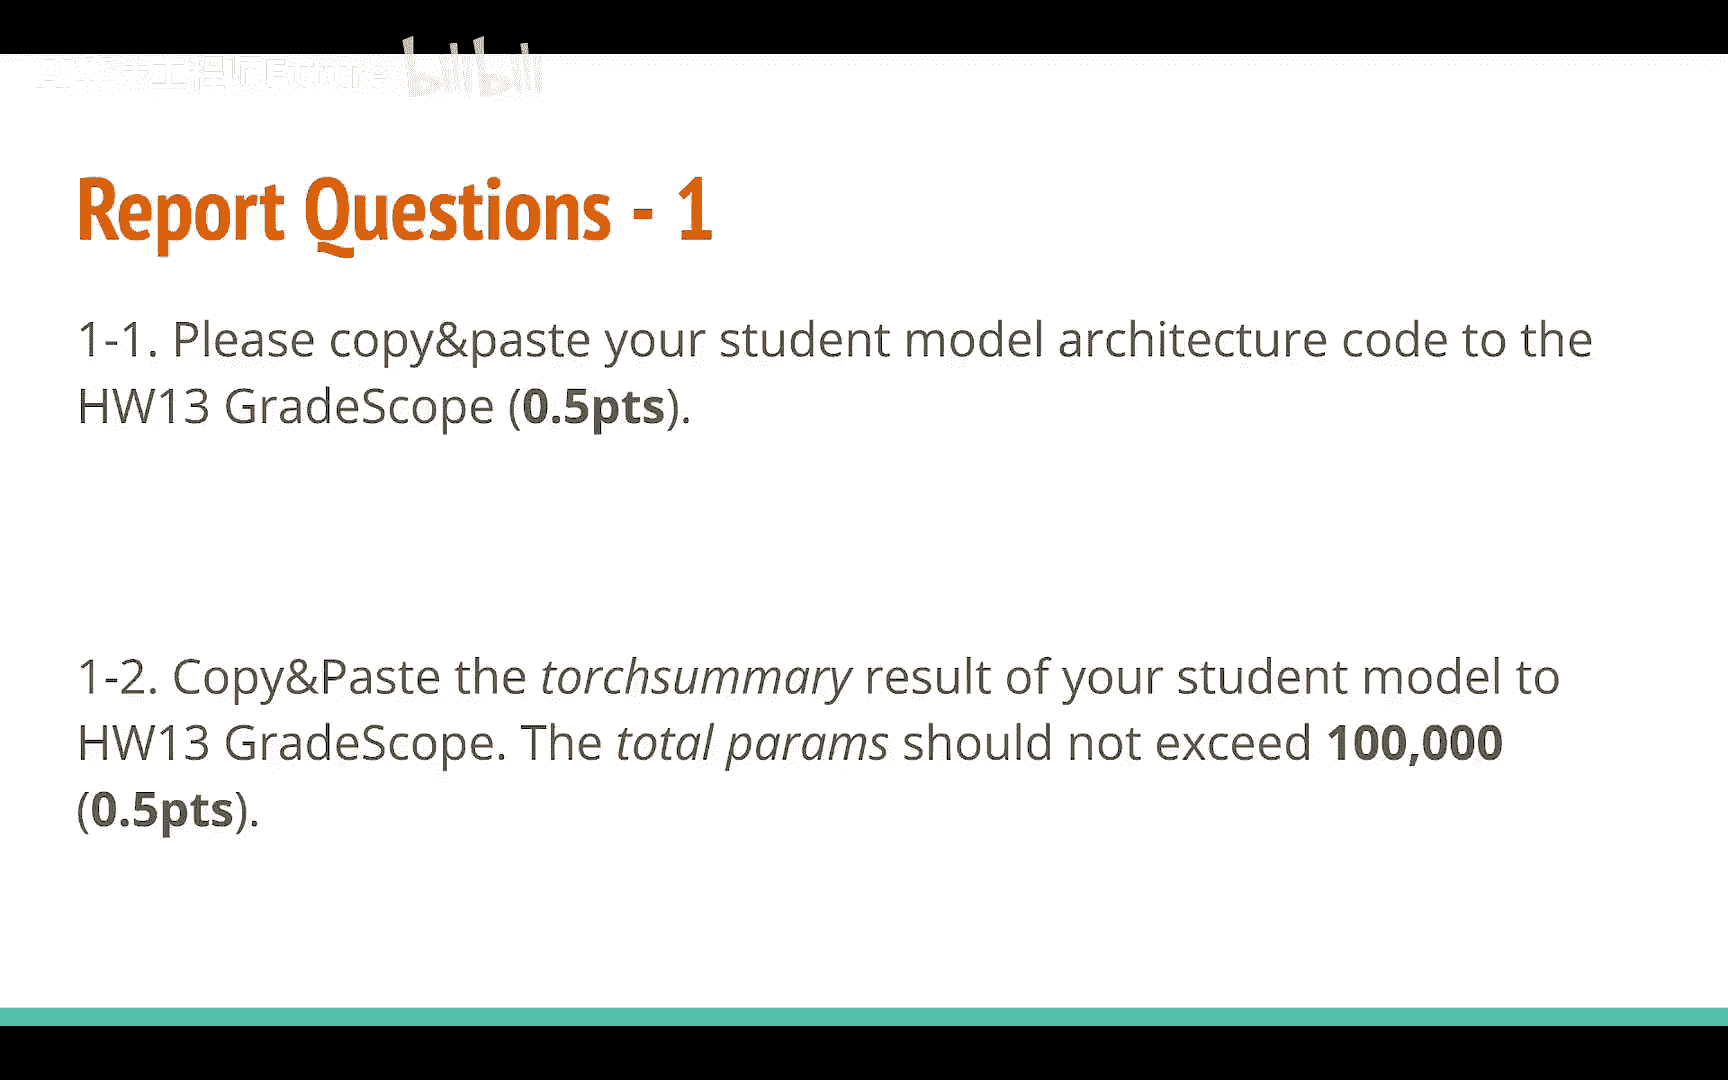 bilibili
Report Questions - 1
1-1. Please copy&paste your student model architecture code to the
HW13 GradeScope (0.5pts).
1-2. Copy&Paste the torchsummary result of your student model to
HW13 GradeScope. The total params should not exceed 100,000
(0.5pts).